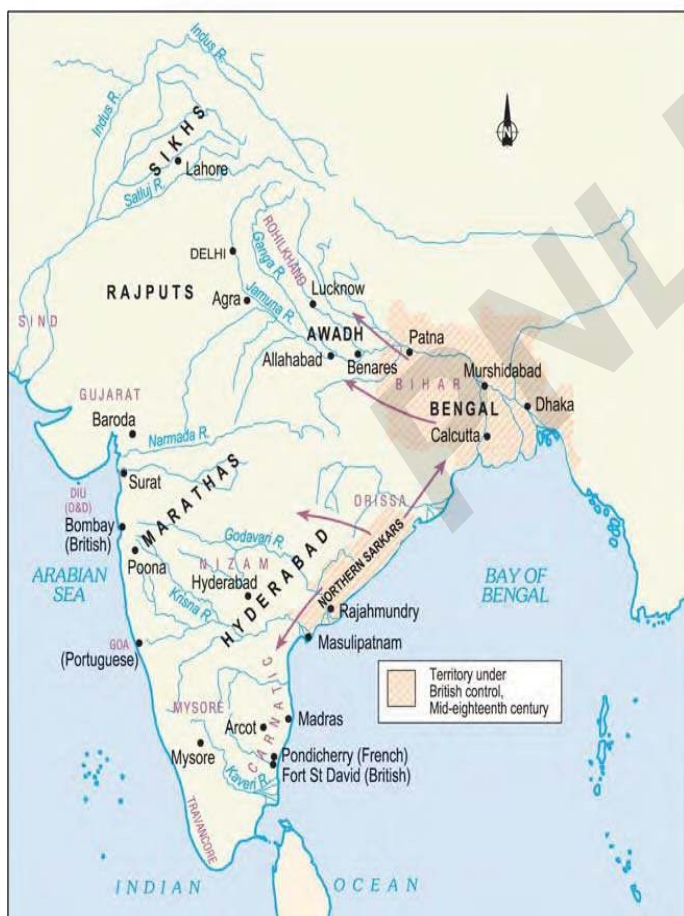 Indus R.
Indus R.
SIKHS
Lahore
Satluj R.
N
DELHI
ROHILKHAND
Ganga R.
RAJPUTS
Lucknow
Agra
Jamuna R.
SIND
AWADH
Patna
Allahabad
Benares
BIHAR
Murshidabad
GUJARAT
BENGAL
Dhaka
Baroda
Calcutta
Narmada R.
MARATHAS
Surat
DIU
(O&D)
ORISSA
Bombay
(British)
Godavari R.
NORTHERN SARKARS
Poona
NIZAM
HYDERABAD
Hyderabad
ARABIAN
SEA
BAY OF
BENGAL
Krisna R.
Rajahmundry
Masulipatnam
GOA
(Portuguese)
CARNATIC
Territory under
British control,
Mid-eighteenth century
MYSORE
Arcot
Madras
Mysore
Pondicherry (French)
Fort St David (British)
Kaveri R.
TRAVANCORE
INDIAN OCEAN